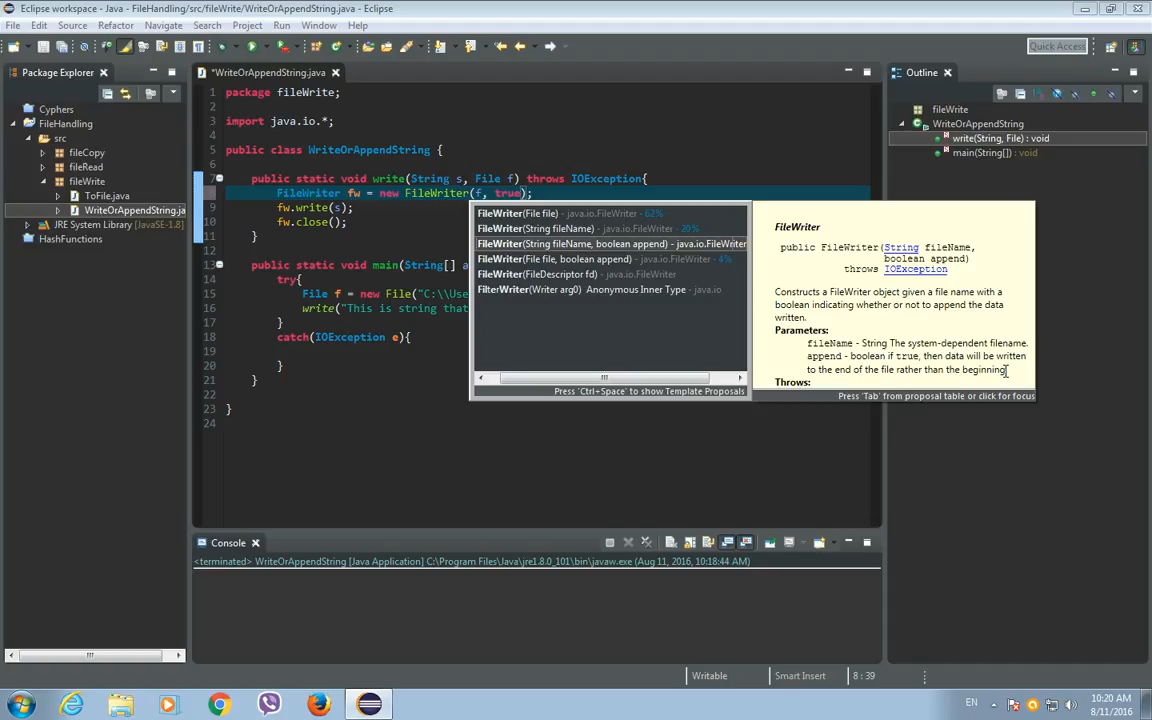 Eclipse workspace - FileHandling/src/fileWrite/WriteOrAppendString.java - Eclipse
File Edit Source Refactor Navigate Search Project Run Window Help
Quick Access
Package Explorer
Cyphers
FileHandling
src
fileCopy
fileRead
fileWrite
ToFile.java
WriteOrAppendString.ja
JRE System Library [JavaSE-1.8]
HashFunctions
*WriteOrAppendString.java
1 package fileWrite;
2
3 import java.io.*;
4
5 public class WriteOrAppendString {
6
7 public static void write(String s, File f) throws IOException{
8 FileWriter fw = new FileWriter(f, true);
9 fw.write(s);
10 fw.close();
11 }
12
13 public static void main(String[] a
14 try{
15 File f = new File("C:\\Use
16 write("This is string that
17 }
18 catch(IOException e){
19
20 }
21 }
22
23 }
24
FileWriter(File file) - java.io.FileWriter - 62%
FileWriter(String fileName) - java.io.FileWriter - 20%
FileWriter(String fileName, boolean append) - java.io.FileWriter
FileWriter(File file, boolean append) - java.io.FileWriter - 4%
FileWriter(FileDescriptor fd) - java.io.FileWriter
FilterWriter(Writer arg0) Anonymous Inner Type - java.io
Press 'Ctrl+Space' to show Template Proposals
FileWriter
public FileWriter(String fileName,
boolean append)
throws IOException
Constructs a FileWriter object given a file name with a
boolean indicating whether or not to append the data
written.
Parameters:
fileName - String The system-dependent filename.
append - boolean if true, then data will be written
to the end of the file rather than the beginning.
Throws:
Press 'Tab' from proposal table or click for focus
Outline
fileWrite
WriteOrAppendString
write(String, File) : void
main(String[]) : void
Console
<terminated> WriteOrAppendString [Java Application] C:\Program Files\Java\jre1.8.0_101\bin\javaw.exe (Aug 11, 2016, 10:18:44 AM)
Writable Smart Insert 8 : 39
EN
10:20 AM
8/11/2016